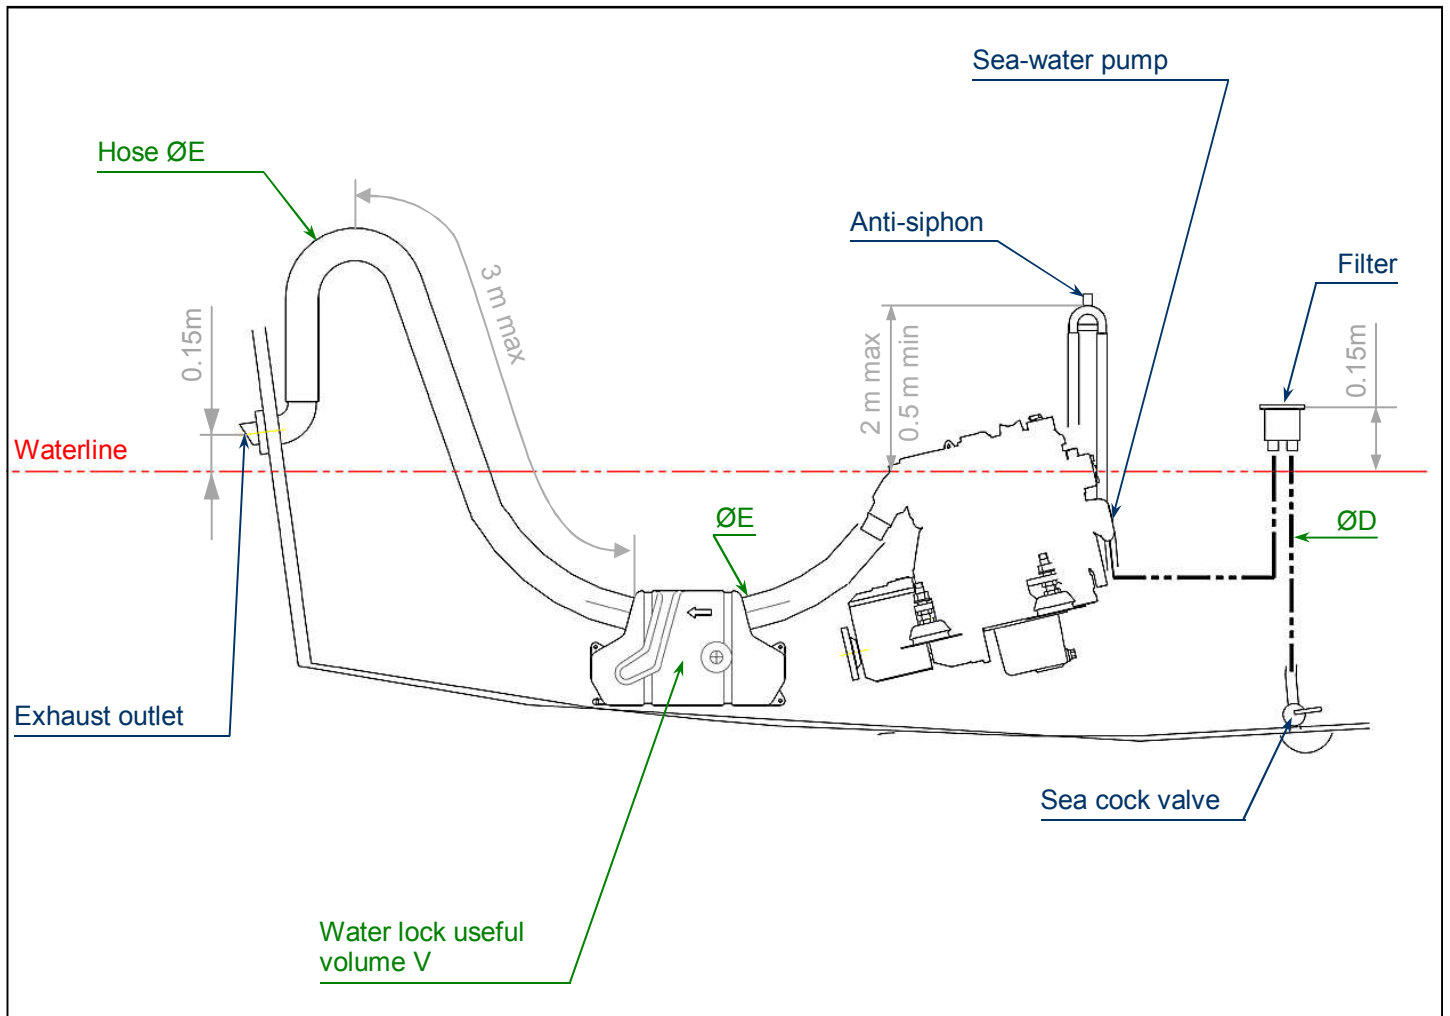 Sea-water pump
Hose ØE
Anti-siphon
Filter
3 m max
0.15m
2 m max
0.5 m min
0.15m
Waterline
ØE
ØD
Exhaust outlet
Sea cock valve
Water lock useful
volume V